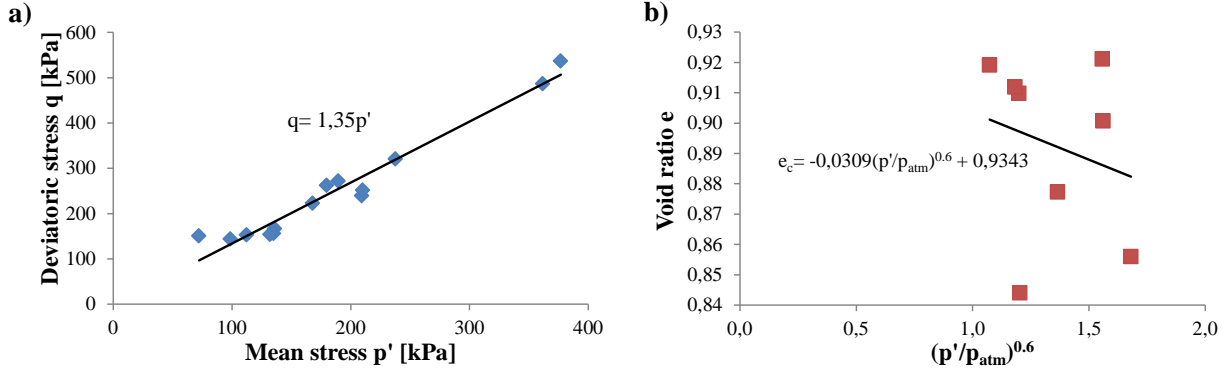 a)
Deviatoric stress q [kPa]
600
500
400
300
200
100
0
q= 1,35p'
0 100 200 300 400
Mean stress p' [kPa]
b)
Void ratio e
0,93
0,92
0,91
0,90
0,89
0,88
0,87
0,86
0,85
0,84
e_c= -0,0309(p'/p_atm)^0.6 + 0,9343
0,0 0,5 1,0 1,5 2,0
(p'/p_atm)^0.6